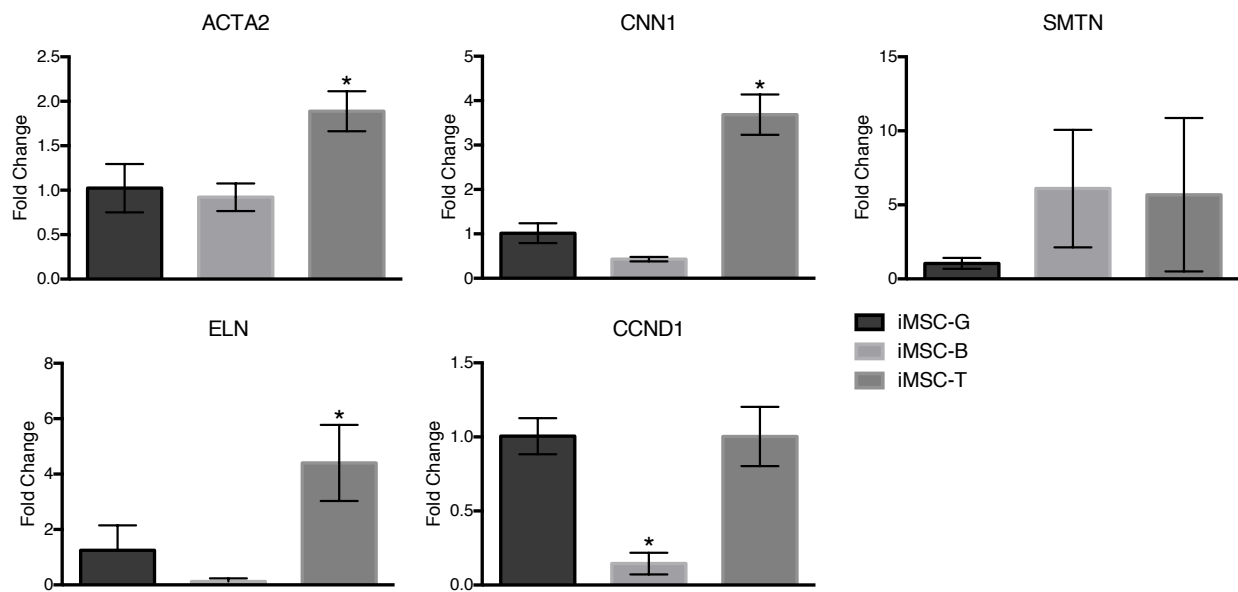 ACTA2
Fold Change
2.5
2.0
1.5
1.0
0.5
0.0
*
CNN1
Fold Change
5
4
3
2
1
0
*
SMTN
Fold Change
15
10
5
0
ELN
Fold Change
8
6
4
2
0
*
CCND1
Fold Change
1.5
1.0
0.5
0.0
*
iMSC-G
iMSC-B
iMSC-T